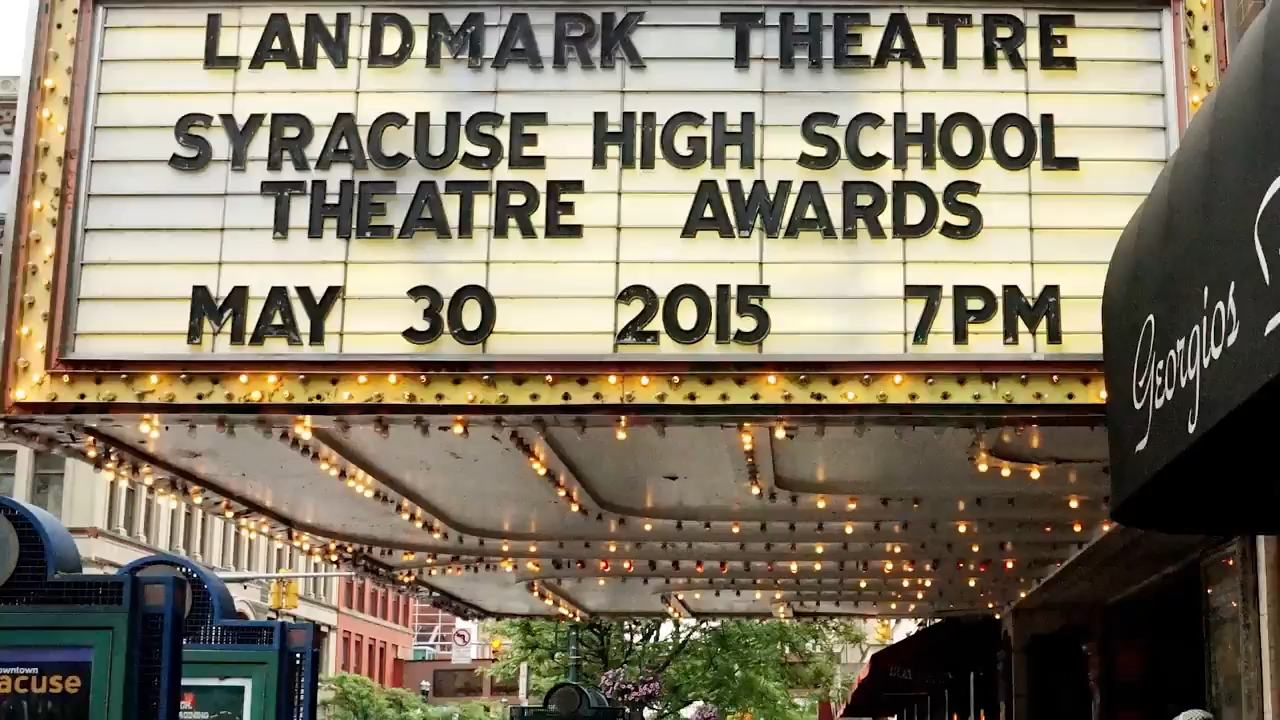 LANDMARK THEATRE
SYRACUSE HIGH SCHOOL
THEATRE AWARDS
MAY 30 2015 7PM
Georgios
owntown
acuse